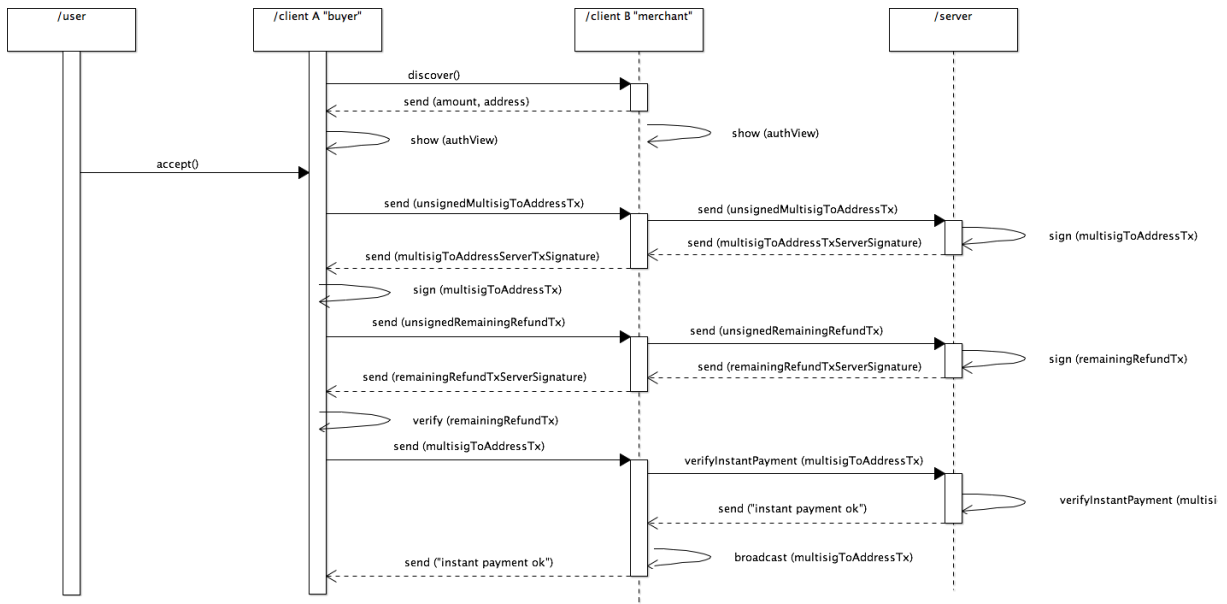 /user
/client A "buyer"
/client B "merchant"
/server
discover()
send (amount, address)
show (authView)
show (authView)
accept()
send (unsignedMultisigToAddressTx)
send (unsignedMultisigToAddressTx)
sign (multisigToAddressTx)
send (multisigToAddressTxServerSignature)
send (multisigToAddressServerTxSignature)
sign (multisigToAddressTx)
send (unsignedRemainingRefundTx)
send (unsignedRemainingRefundTx)
sign (remainingRefundTx)
send (remainingRefundTxServerSignature)
send (remainingRefundTxServerSignature)
verify (remainingRefundTx)
send (multisigToAddressTx)
verifyInstantPayment (multisigToAddressTx)
verifyInstantPayment (multisi
send ("instant payment ok")
broadcast (multisigToAddressTx)
send ("instant payment ok")